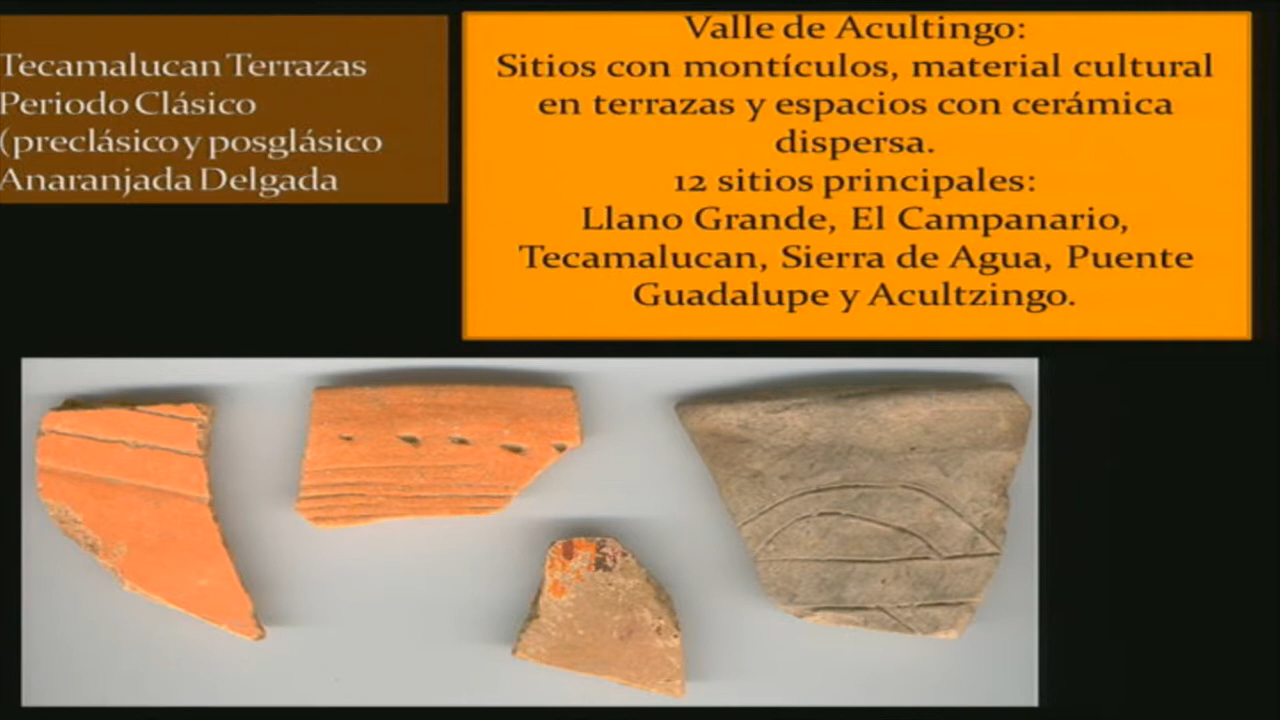 Tecamalucan Terrazas
Periodo Clásico
(preclásico y posglásico
Anaranjada Delgada
Valle de Acultingo:
Sitios con montículos, material cultural
en terrazas y espacios con cerámica
dispersa.
12 sitios principales:
Llano Grande, El Campanario,
Tecamalucan, Sierra de Agua, Puente
Guadalupe y Acultzingo.